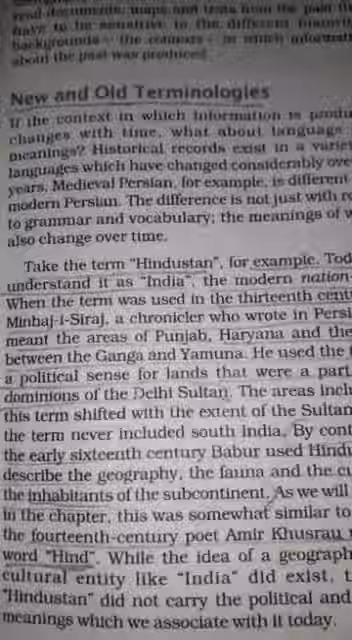 read documents, maps and texts from the past th
have to be sensitive to the different historic
backgrounds – the contexts – in which informati
about the past was produced.
New and Old Terminologies
If the context in which information is produ
changes with time, what about language
meanings? Historical records exist in a varie
languages which have changed considerably ove
years. Medieval Persian, for example, is different
modern Persian. The difference is not just with re
to grammar and vocabulary; the meanings of w
also change over time.
Take the term "Hindustan", for example. Tod
understand it as "India", the modern nation-
When the term was used in the thirteenth cent
Minhaj-i-Siraj, a chronicler who wrote in Persi
meant the areas of Punjab, Haryana and the
between the Ganga and Yamuna. He used the t
a political sense for lands that were a part
dominions of the Delhi Sultan. The areas incl
this term shifted with the extent of the Sultan
the term never included south India. By cont
the early sixteenth century Babur used Hindu
describe the geography, the fauna and the cu
the inhabitants of the subcontinent. As we will
in the chapter, this was somewhat similar to
the fourteenth-century poet Amir Khusrau
word "Hind". While the idea of a geograph
cultural entity like "India" did exist, t
"Hindustan" did not carry the political and
meanings which we associate with it today.